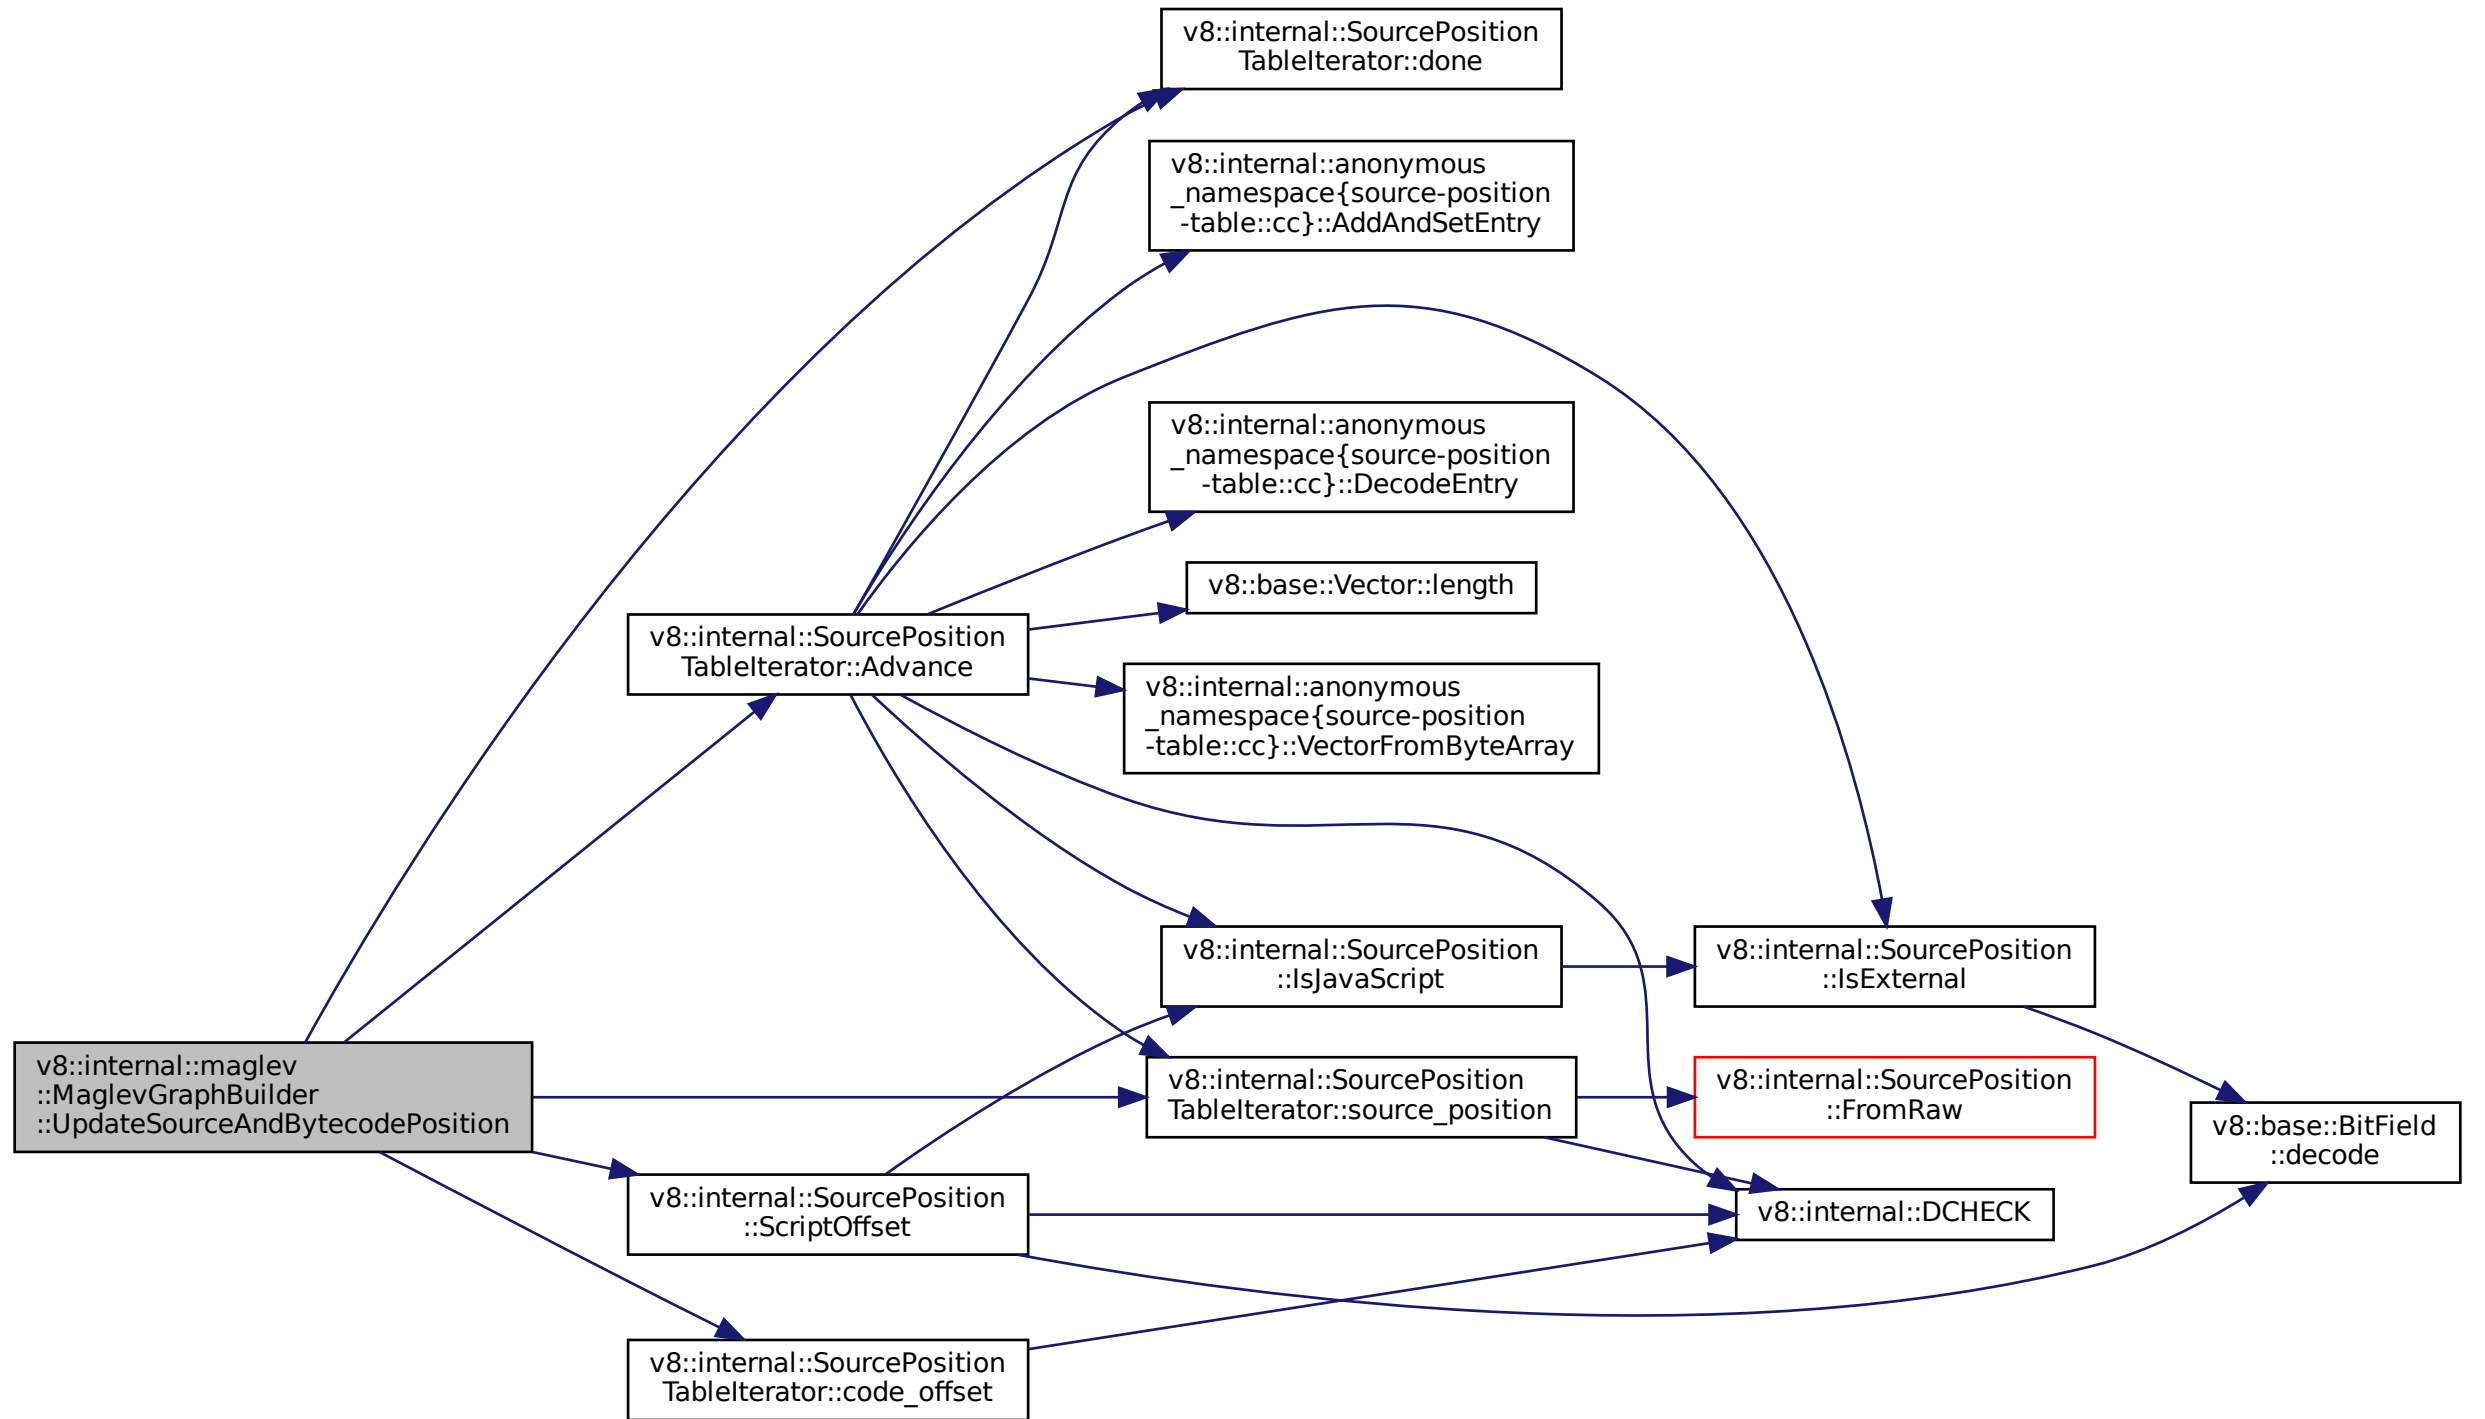 v8::internal::SourcePosition
TableIterator::done
v8::internal::anonymous
_namespace{source-position
-table::cc}::AddAndSetEntry
v8::internal::anonymous
_namespace{source-position
-table::cc}::DecodeEntry
v8::base::Vector::length
v8::internal::SourcePosition
TableIterator::Advance
v8::internal::anonymous
_namespace{source-position
-table::cc}::VectorFromByteArray
v8::internal::SourcePosition
::IsJavaScript
v8::internal::SourcePosition
::IsExternal
v8::internal::maglev
::MaglevGraphBuilder
::UpdateSourceAndBytecodePosition
v8::internal::SourcePosition
TableIterator::source_position
v8::internal::SourcePosition
::FromRaw
v8::base::BitField
::decode
v8::internal::SourcePosition
::ScriptOffset
v8::internal::DCHECK
v8::internal::SourcePosition
TableIterator::code_offset